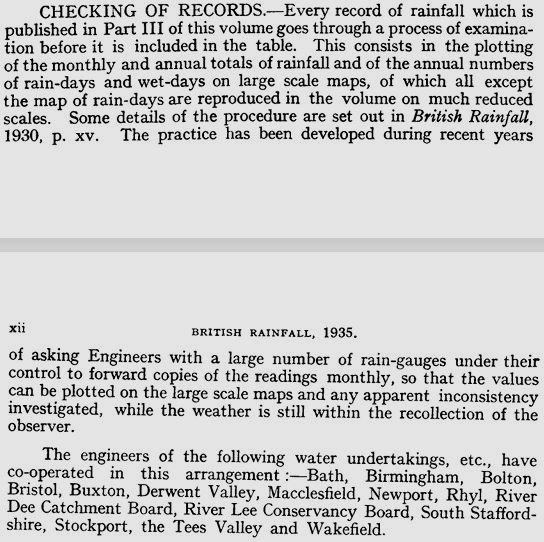 CHECKING OF RECORDS.—Every record of rainfall which is
published in Part III of this volume goes through a process of examina-
tion before it is included in the table. This consists in the plotting
of the monthly and annual totals of rainfall and of the annual numbers
of rain-days and wet-days on large scale maps, of which all except
the map of rain-days are reproduced in the volume on much reduced
scales. Some details of the procedure are set out in British Rainfall,
1930, p. xv. The practice has been developed during recent years
xii
BRITISH RAINFALL, 1935.
of asking Engineers with a large number of rain-gauges under their
control to forward copies of the readings monthly, so that the values
can be plotted on the large scale maps and any apparent inconsistency
investigated, while the weather is still within the recollection of the
observer.
The engineers of the following water undertakings, etc., have
co-operated in this arrangement :—Bath, Birmingham, Bolton,
Bristol, Buxton, Derwent Valley, Macclesfield, Newport, Rhyl, River
Dee Catchment Board, River Lee Conservancy Board, South Stafford-
shire, Stockport, the Tees Valley and Wakefield.